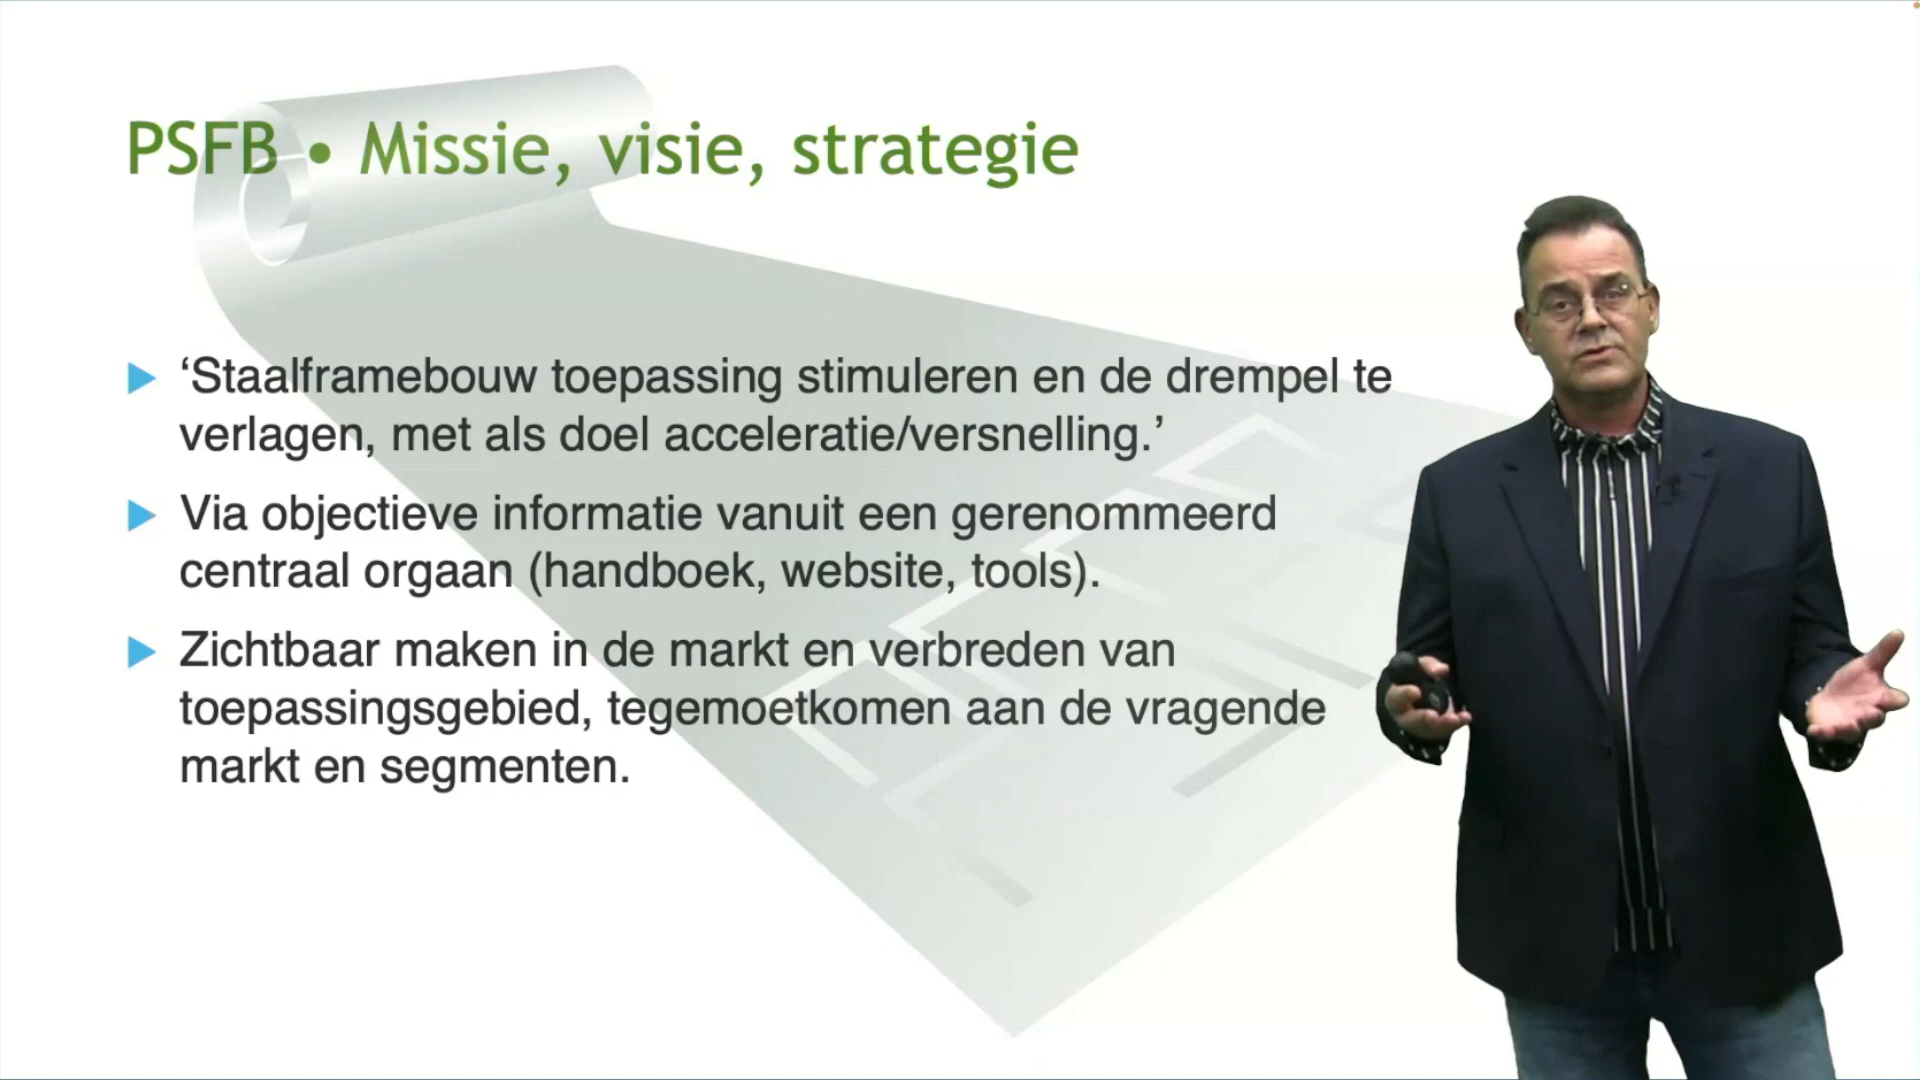 PSFB • Missie, visie, strategie
‘Staalframebouw toepassing stimuleren en de drempel te
verlagen, met als doel acceleratie/versnelling.’
Via objectieve informatie vanuit een gerenommeerd
centraal orgaan (handboek, website, tools).
Zichtbaar maken in de markt en verbreden van
toepassingsgebied, tegemoetkomen aan de vragende
markt en segmenten.